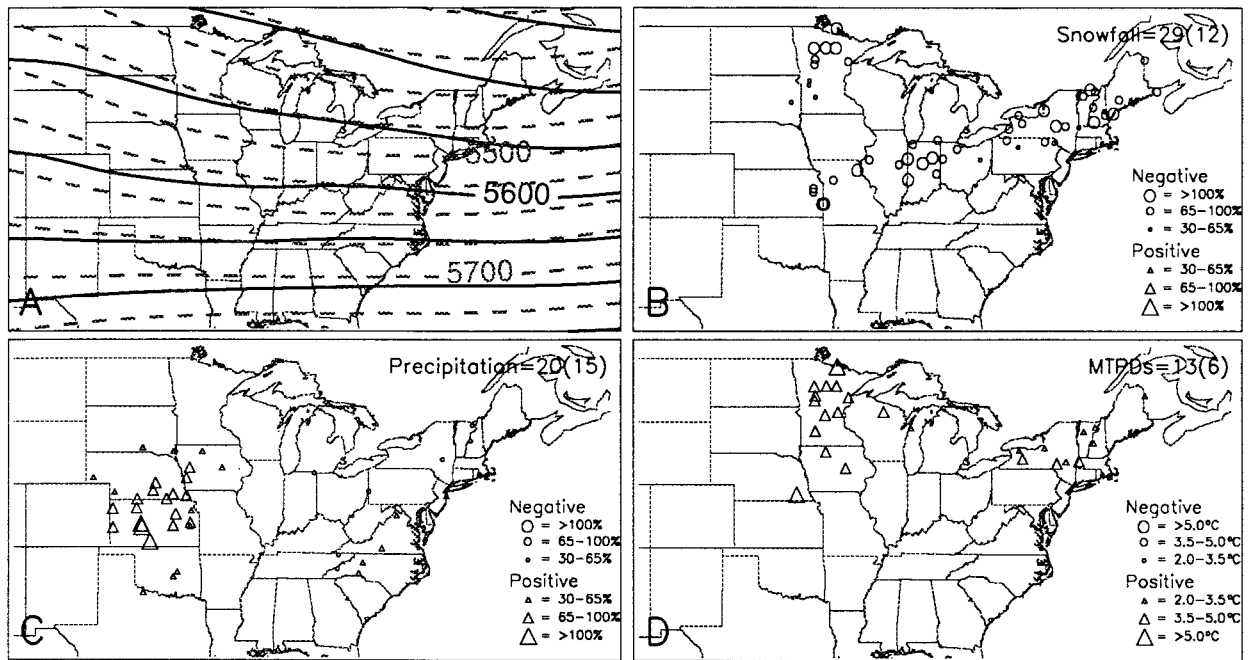 5500
5600
5700
A
Snowfall=29(12)
Negative
= >100%
= 65-100%
= 30-65%
Positive
= 30-65%
= 65-100%
= >100%
B
Precipitation=20(15)
Negative
= >100%
= 65-100%
= 30-65%
Positive
= 30-65%
= 65-100%
= >100%
C
MTPDs=13(6)
Negative
= >5.0°C
= 3.5-5.0°C
= 2.0-3.5°C
Positive
= 2.0-3.5°C
= 3.5-5.0°C
= >5.0°C
D